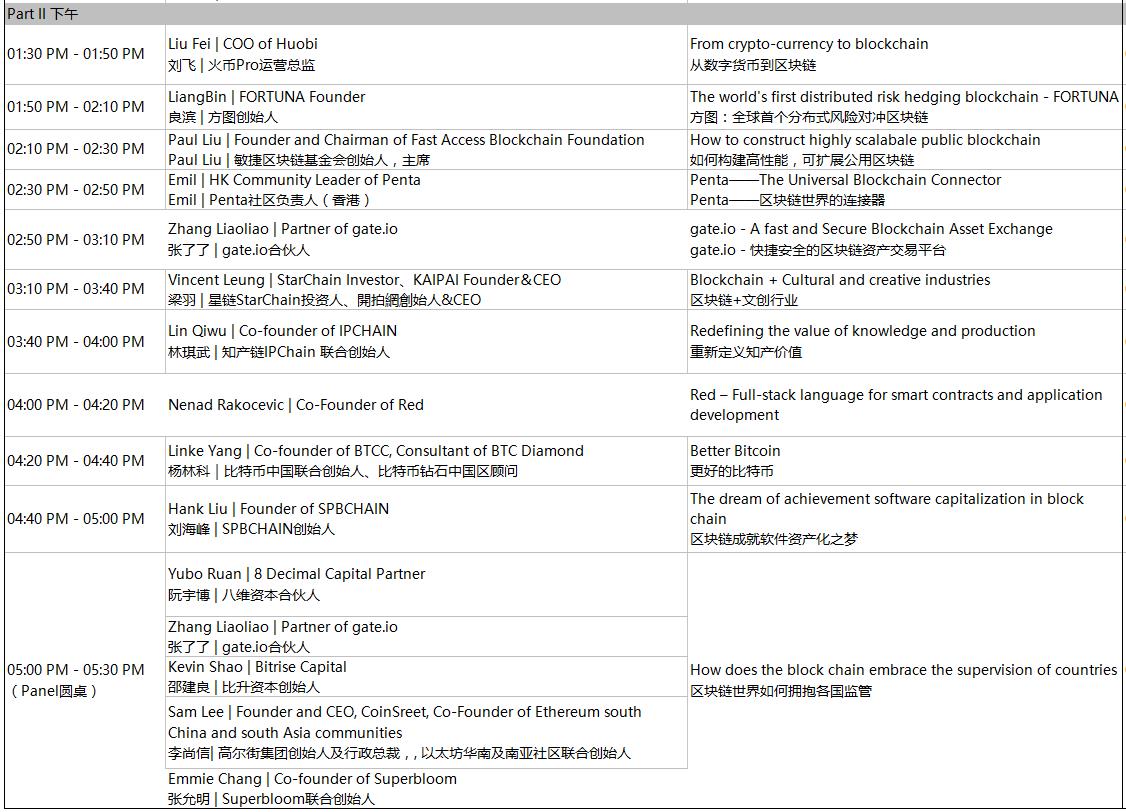 Part II 下午
01:30 PM - 01:50 PM
Liu Fei | COO of Huobi
刘飞 | 火币Pro运营总监
From crypto-currency to blockchain
从数字货币到区块链
01:50 PM - 02:10 PM
LiangBin | FORTUNA Founder
良滨 | 方图创始人
The world's first distributed risk hedging blockchain - FORTUNA
方图：全球首个分布式风险对冲区块链
02:10 PM - 02:30 PM
Paul Liu | Founder and Chairman of Fast Access Blockchain Foundation
Paul Liu | 敏捷区块链基金会创始人，主席
How to construct highly scalabale public blockchain
如何构建高性能，可扩展公用区块链
02:30 PM - 02:50 PM
Emil | HK Community Leader of Penta
Emil | Penta社区负责人（香港）
Penta——The Universal Blockchain Connector
Penta——区块链世界的连接器
02:50 PM - 03:10 PM
Zhang Liaoliao | Partner of gate.io
张了了 | gate.io合伙人
gate.io - A fast and Secure Blockchain Asset Exchange
gate.io - 快捷安全的区块链资产交易平台
03:10 PM - 03:40 PM
Vincent Leung | StarChain Investor、KAIPAI Founder＆CEO
梁羽 | 星链StarChain投资人、開拍網創始人&CEO
Blockchain + Cultural and creative industries
区块链+文创行业
03:40 PM - 04:00 PM
Lin Qiwu | Co-founder of IPCHAIN
林琪武 | 知产链IPChain 联合创始人
Redefining the value of knowledge and production
重新定义知产价值
04:00 PM - 04:20 PM
Nenad Rakocevic | Co-Founder of Red
Red – Full-stack language for smart contracts and application
development
04:20 PM - 04:40 PM
Linke Yang | Co-founder of BTCC, Consultant of BTC Diamond
杨林科 | 比特币中国联合创始人、比特币钻石中国区顾问
Better Bitcoin
更好的比特币
04:40 PM - 05:00 PM
Hank Liu | Founder of SPBCHAIN
刘海峰 | SPBCHAIN创始人
The dream of achievement software capitalization in block
chain
区块链成就软件资产化之梦
05:00 PM - 05:30 PM
（Panel圆桌）
Yubo Ruan | 8 Decimal Capital Partner
阮宇博 | 八维资本合伙人
Zhang Liaoliao | Partner of gate.io
张了了 | gate.io合伙人
Kevin Shao | Bitrise Capital
邵建良 | 比升资本创始人
Sam Lee | Founder and CEO, CoinSreet, Co-Founder of Ethereum south
China and south Asia communities
李尚信| 高尔街集团创始人及行政总裁，, 以太坊华南及南亚社区联合创始人
Emmie Chang | Co-founder of Superbloom
张允明 | Superbloom联合创始人
How does the block chain embrace the supervision of countries
区块链世界如何拥抱各国监管